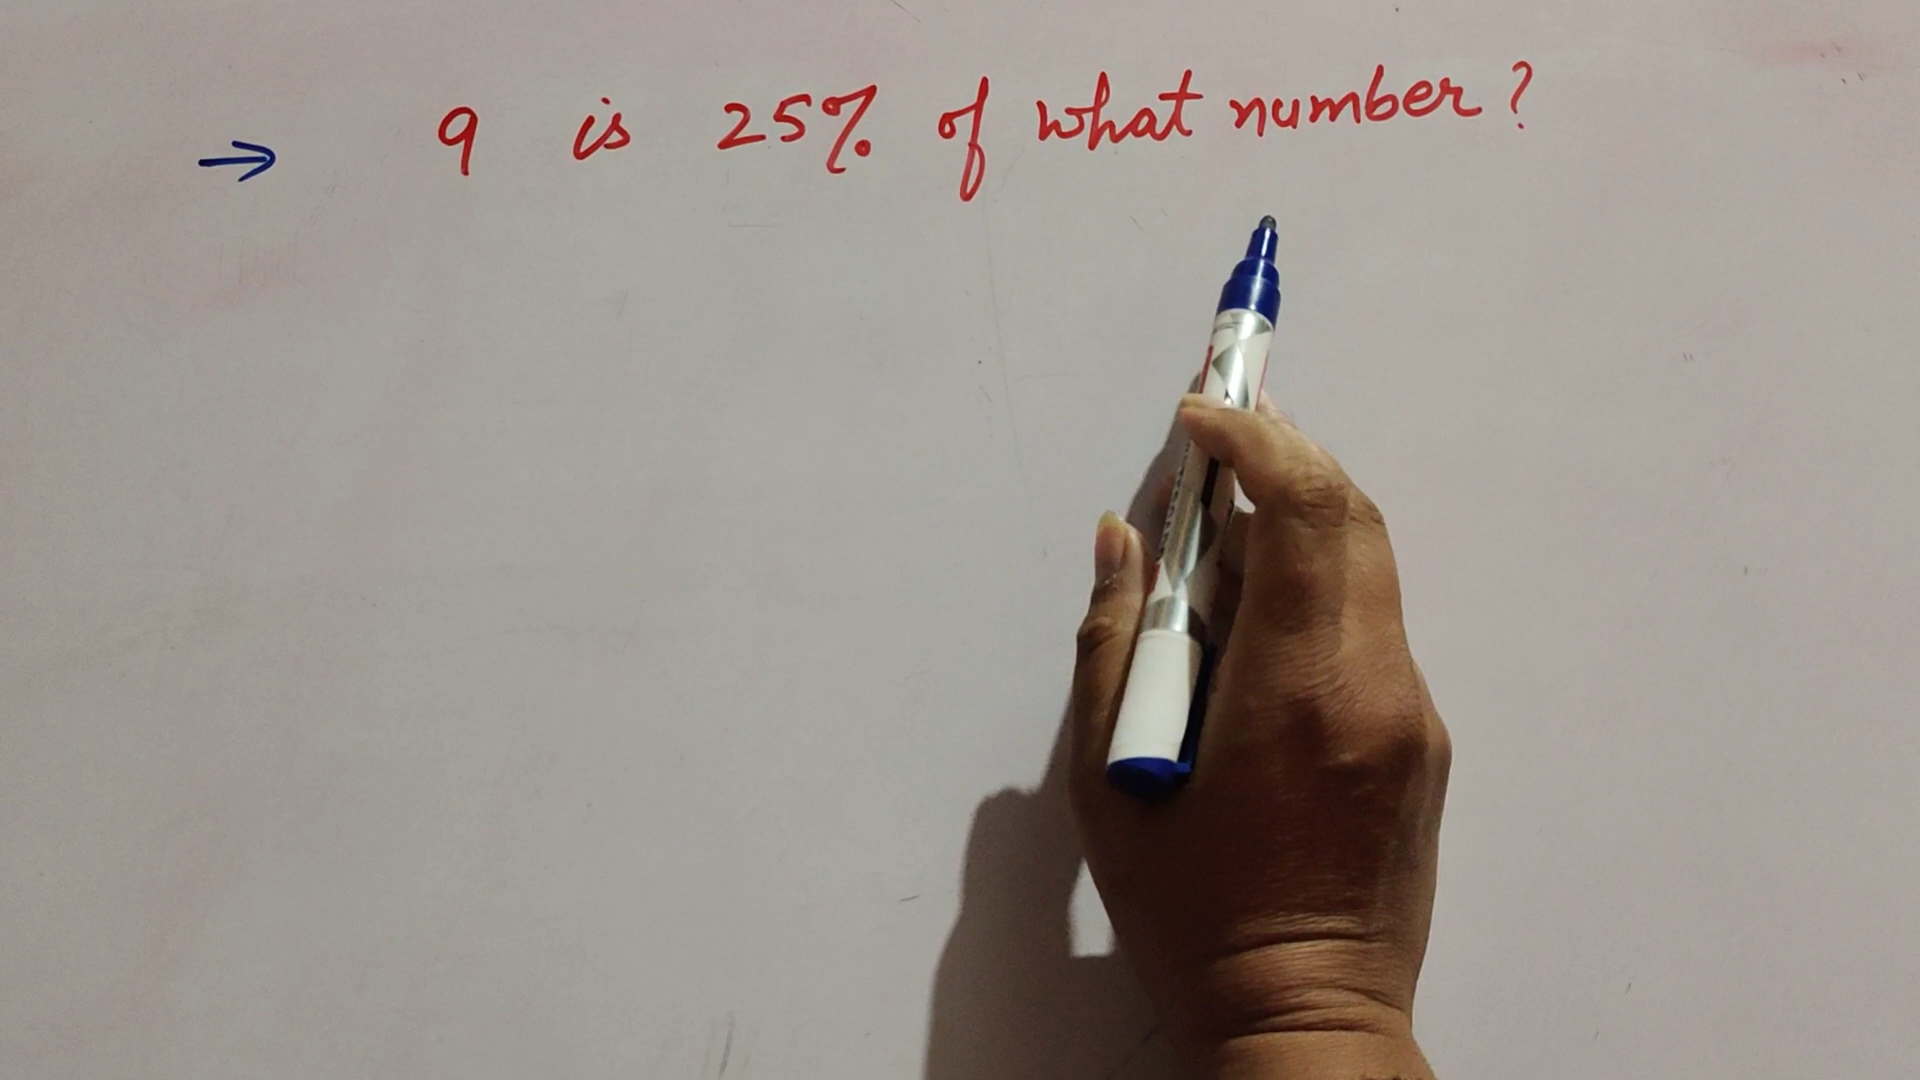 → 9 is 25% of what number?